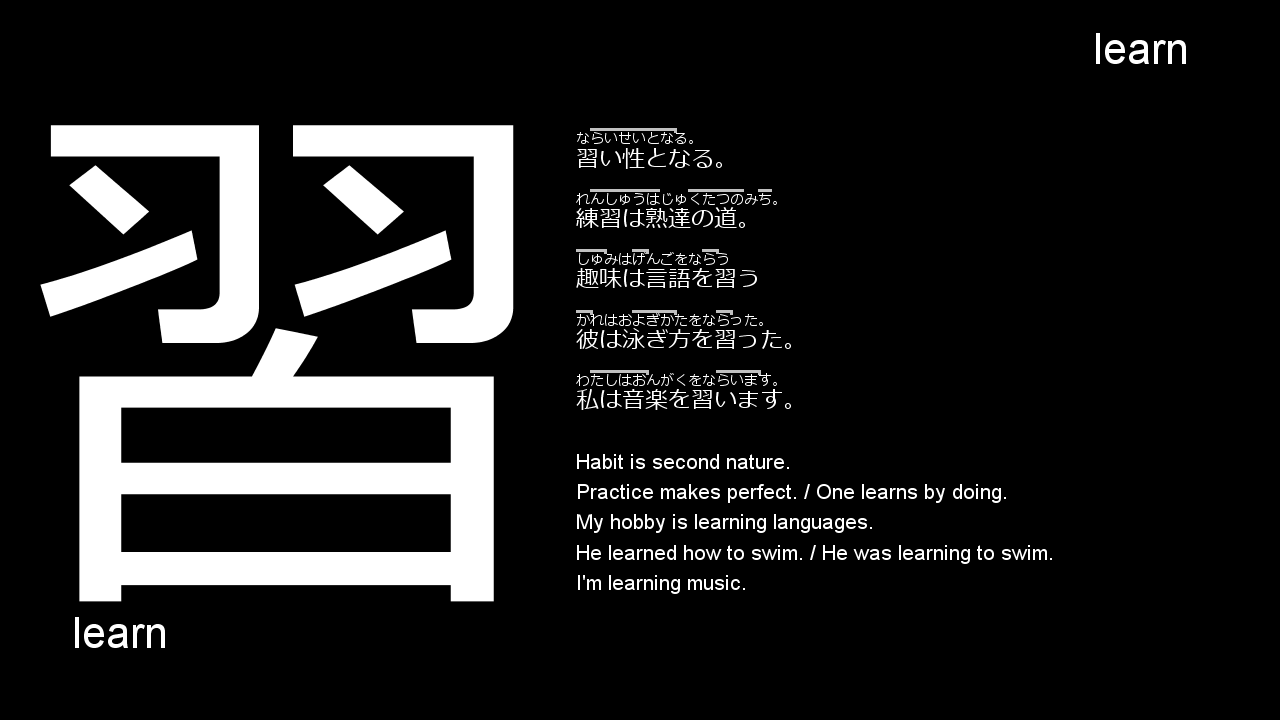 learn
習
learn
ならいせいとなる。
習い性となる。
れんしゅうはじゅくたつのみち。
練習は熟達の道。
しゅみはげんごをならう
趣味は言語を習う
かれはおよぎかたをならった。
彼は泳ぎ方を習った。
わたしはおんがくをならいます。
私は音楽を習います。
Habit is second nature.
Practice makes perfect. / One learns by doing.
My hobby is learning languages.
He learned how to swim. / He was learning to swim.
I'm learning music.